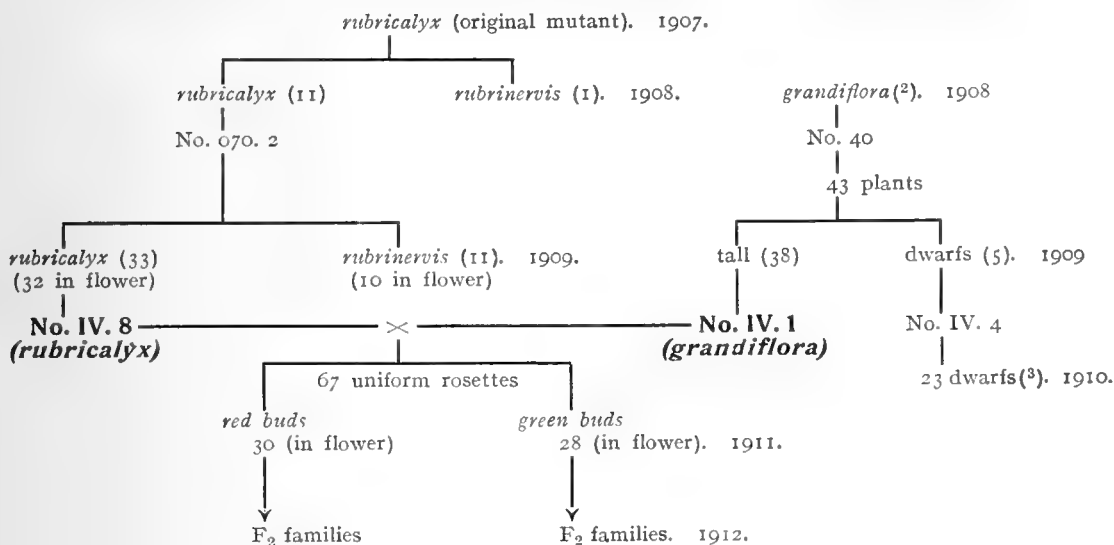 rubricalyx (original mutant). 1907.
rubricalyx (11) rubrinervis (1). 1908. grandiflora(²). 1908
No. 070. 2 No. 40
43 plants
rubricalyx (33) rubrinervis (11). 1909. tall (38) dwarfs (5). 1909
(32 in flower) (10 in flower)
No. IV. 8 × No. IV. 1 No. IV. 4
(rubricalyx) (grandiflora)
67 uniform rosettes 23 dwarfs(³). 1910.
red buds green buds
30 (in flower) 28 (in flower). 1911.
F₂ families F₂ families. 1912.